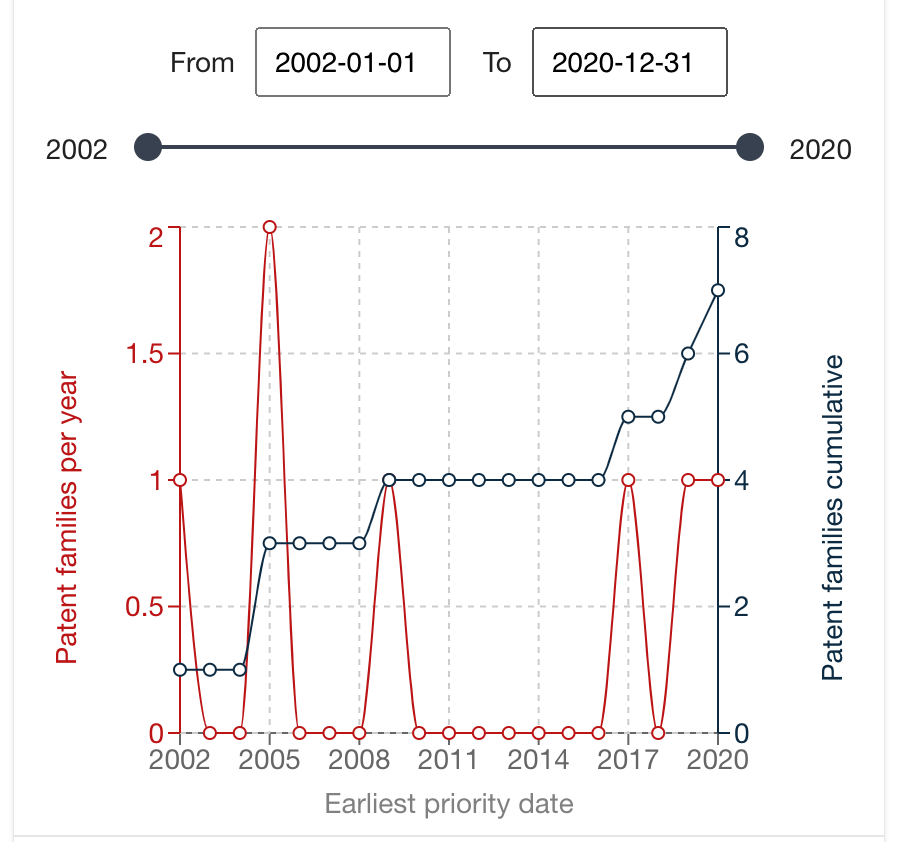 From 2002-01-01 To 2020-12-31
2002 2020
2 8
1.5 6
1 4
0.5 2
0 0
Patent families per year
Patent families cumulative
2002 2005 2008 2011 2014 2017 2020
Earliest priority date